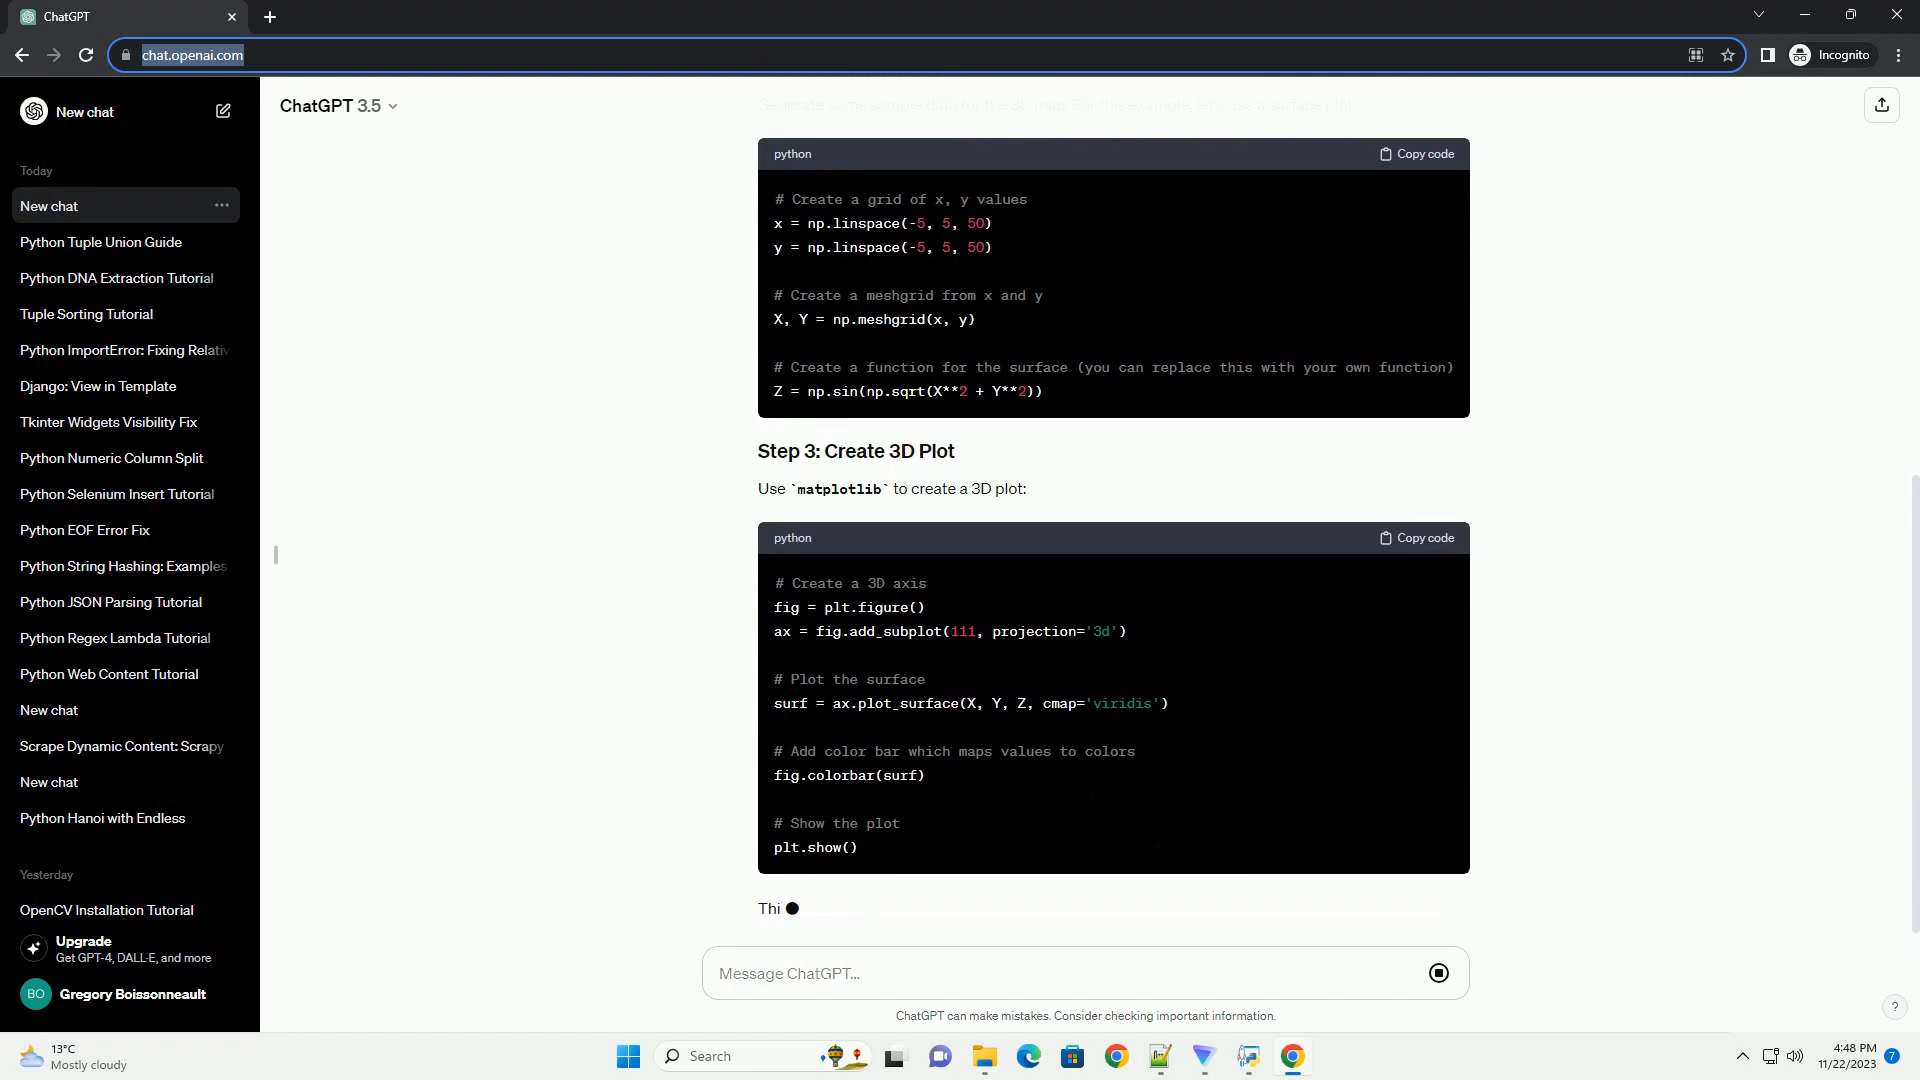 ChatGPT
chat.openai.com
Incognito
New chat
Today
New chat
Python Tuple Union Guide
Python DNA Extraction Tutorial
Tuple Sorting Tutorial
Python ImportError: Fixing Relativ
Django: View in Template
Tkinter Widgets Visibility Fix
Python Numeric Column Split
Python Selenium Insert Tutorial
Python EOF Error Fix
Python String Hashing: Examples
Python JSON Parsing Tutorial
Python Regex Lambda Tutorial
Python Web Content Tutorial
New chat
Scrape Dynamic Content: Scrapy
New chat
Python Hanoi with Endless
Yesterday
OpenCV Installation Tutorial
Upgrade
Get GPT-4, DALL·E, and more
BO
Gregory Boissonneault
ChatGPT 3.5
python
Copy code
# Create a grid of x, y values
x = np.linspace(-5, 5, 50)
y = np.linspace(-5, 5, 50)
# Create a meshgrid from x and y
X, Y = np.meshgrid(x, y)
# Create a function for the surface (you can replace this with your own function)
Z = np.sin(np.sqrt(X**2 + Y**2))
Step 3: Create 3D Plot
Use `matplotlib` to create a 3D plot:
python
Copy code
# Create a 3D axis
fig = plt.figure()
ax = fig.add_subplot(111, projection='3d')
# Plot the surface
surf = ax.plot_surface(X, Y, Z, cmap='viridis')
# Add color bar which maps values to colors
fig.colorbar(surf)
# Show the plot
plt.show()
Thi
Message ChatGPT...
ChatGPT can make mistakes. Consider checking important information.
?
13°C
Mostly cloudy
Search
4:48 PM
11/22/2023
7